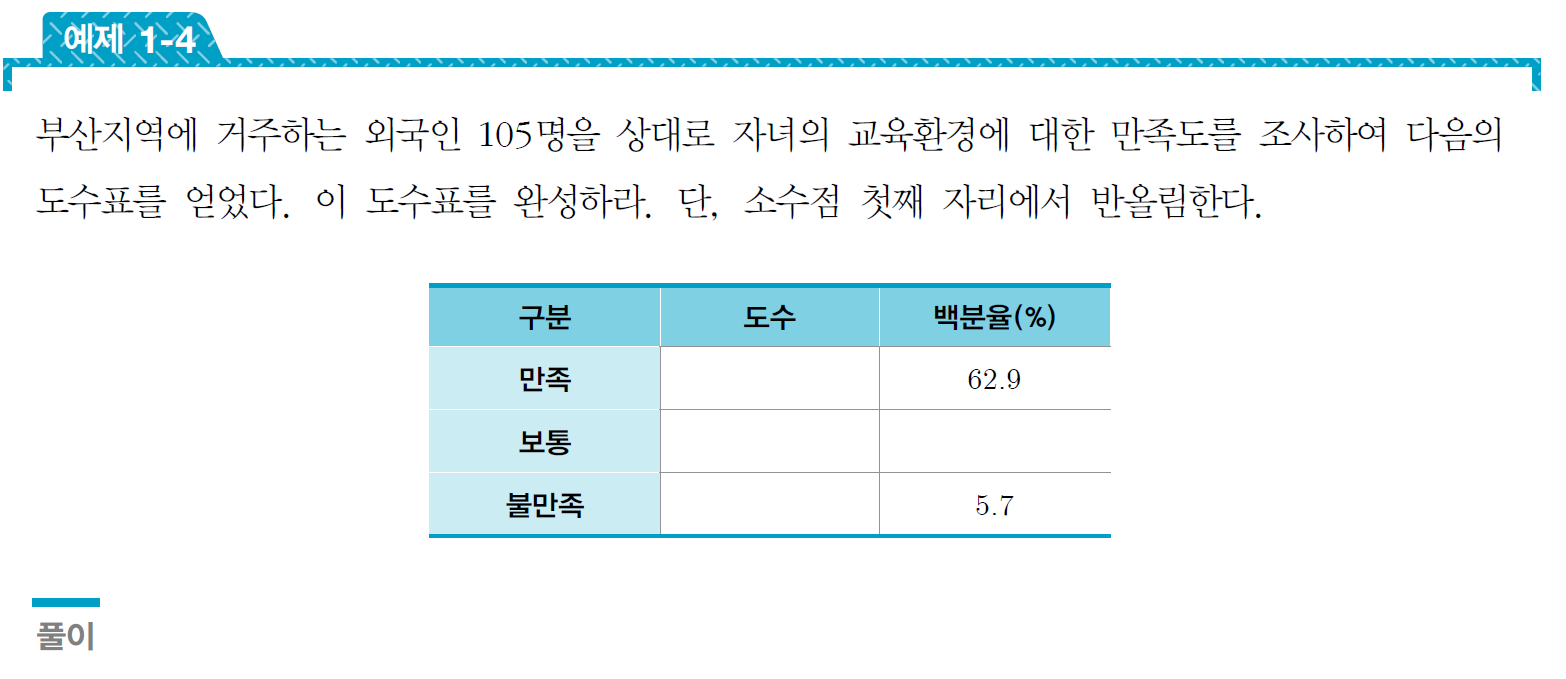 예제 1-4
부산지역에 거주하는 외국인 105명을 상대로 자녀의 교육환경에 대한 만족도를 조사하여 다음의
도수표를 얻었다. 이 도수표를 완성하라. 단, 소수점 첫째 자리에서 반올림한다.
구분 도수 백분율(%)
만족 62.9
보통
불만족 5.7
풀이